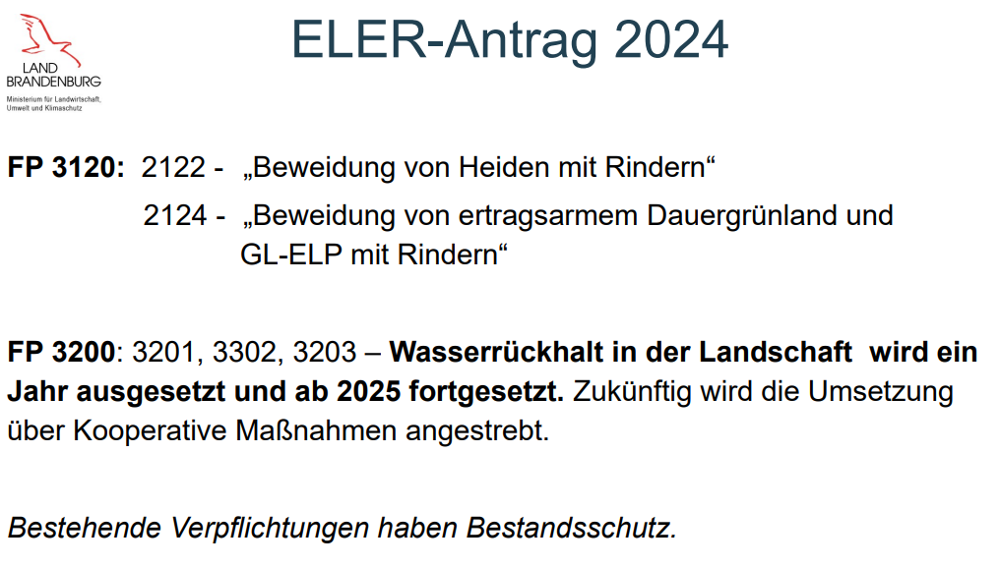 LAND
BRANDENBURG
Ministerium für Landwirtschaft,
Umwelt und Klimaschutz
ELER-Antrag 2024
FP 3120: 2122 - „Beweidung von Heiden mit Rindern“
2124 - „Beweidung von ertragsarmem Dauergrünland und
GL-ELP mit Rindern“
FP 3200: 3201, 3302, 3203 – Wasserrückhalt in der Landschaft wird ein
Jahr ausgesetzt und ab 2025 fortgesetzt. Zukünftig wird die Umsetzung
über Kooperative Maßnahmen angestrebt.
Bestehende Verpflichtungen haben Bestandsschutz.